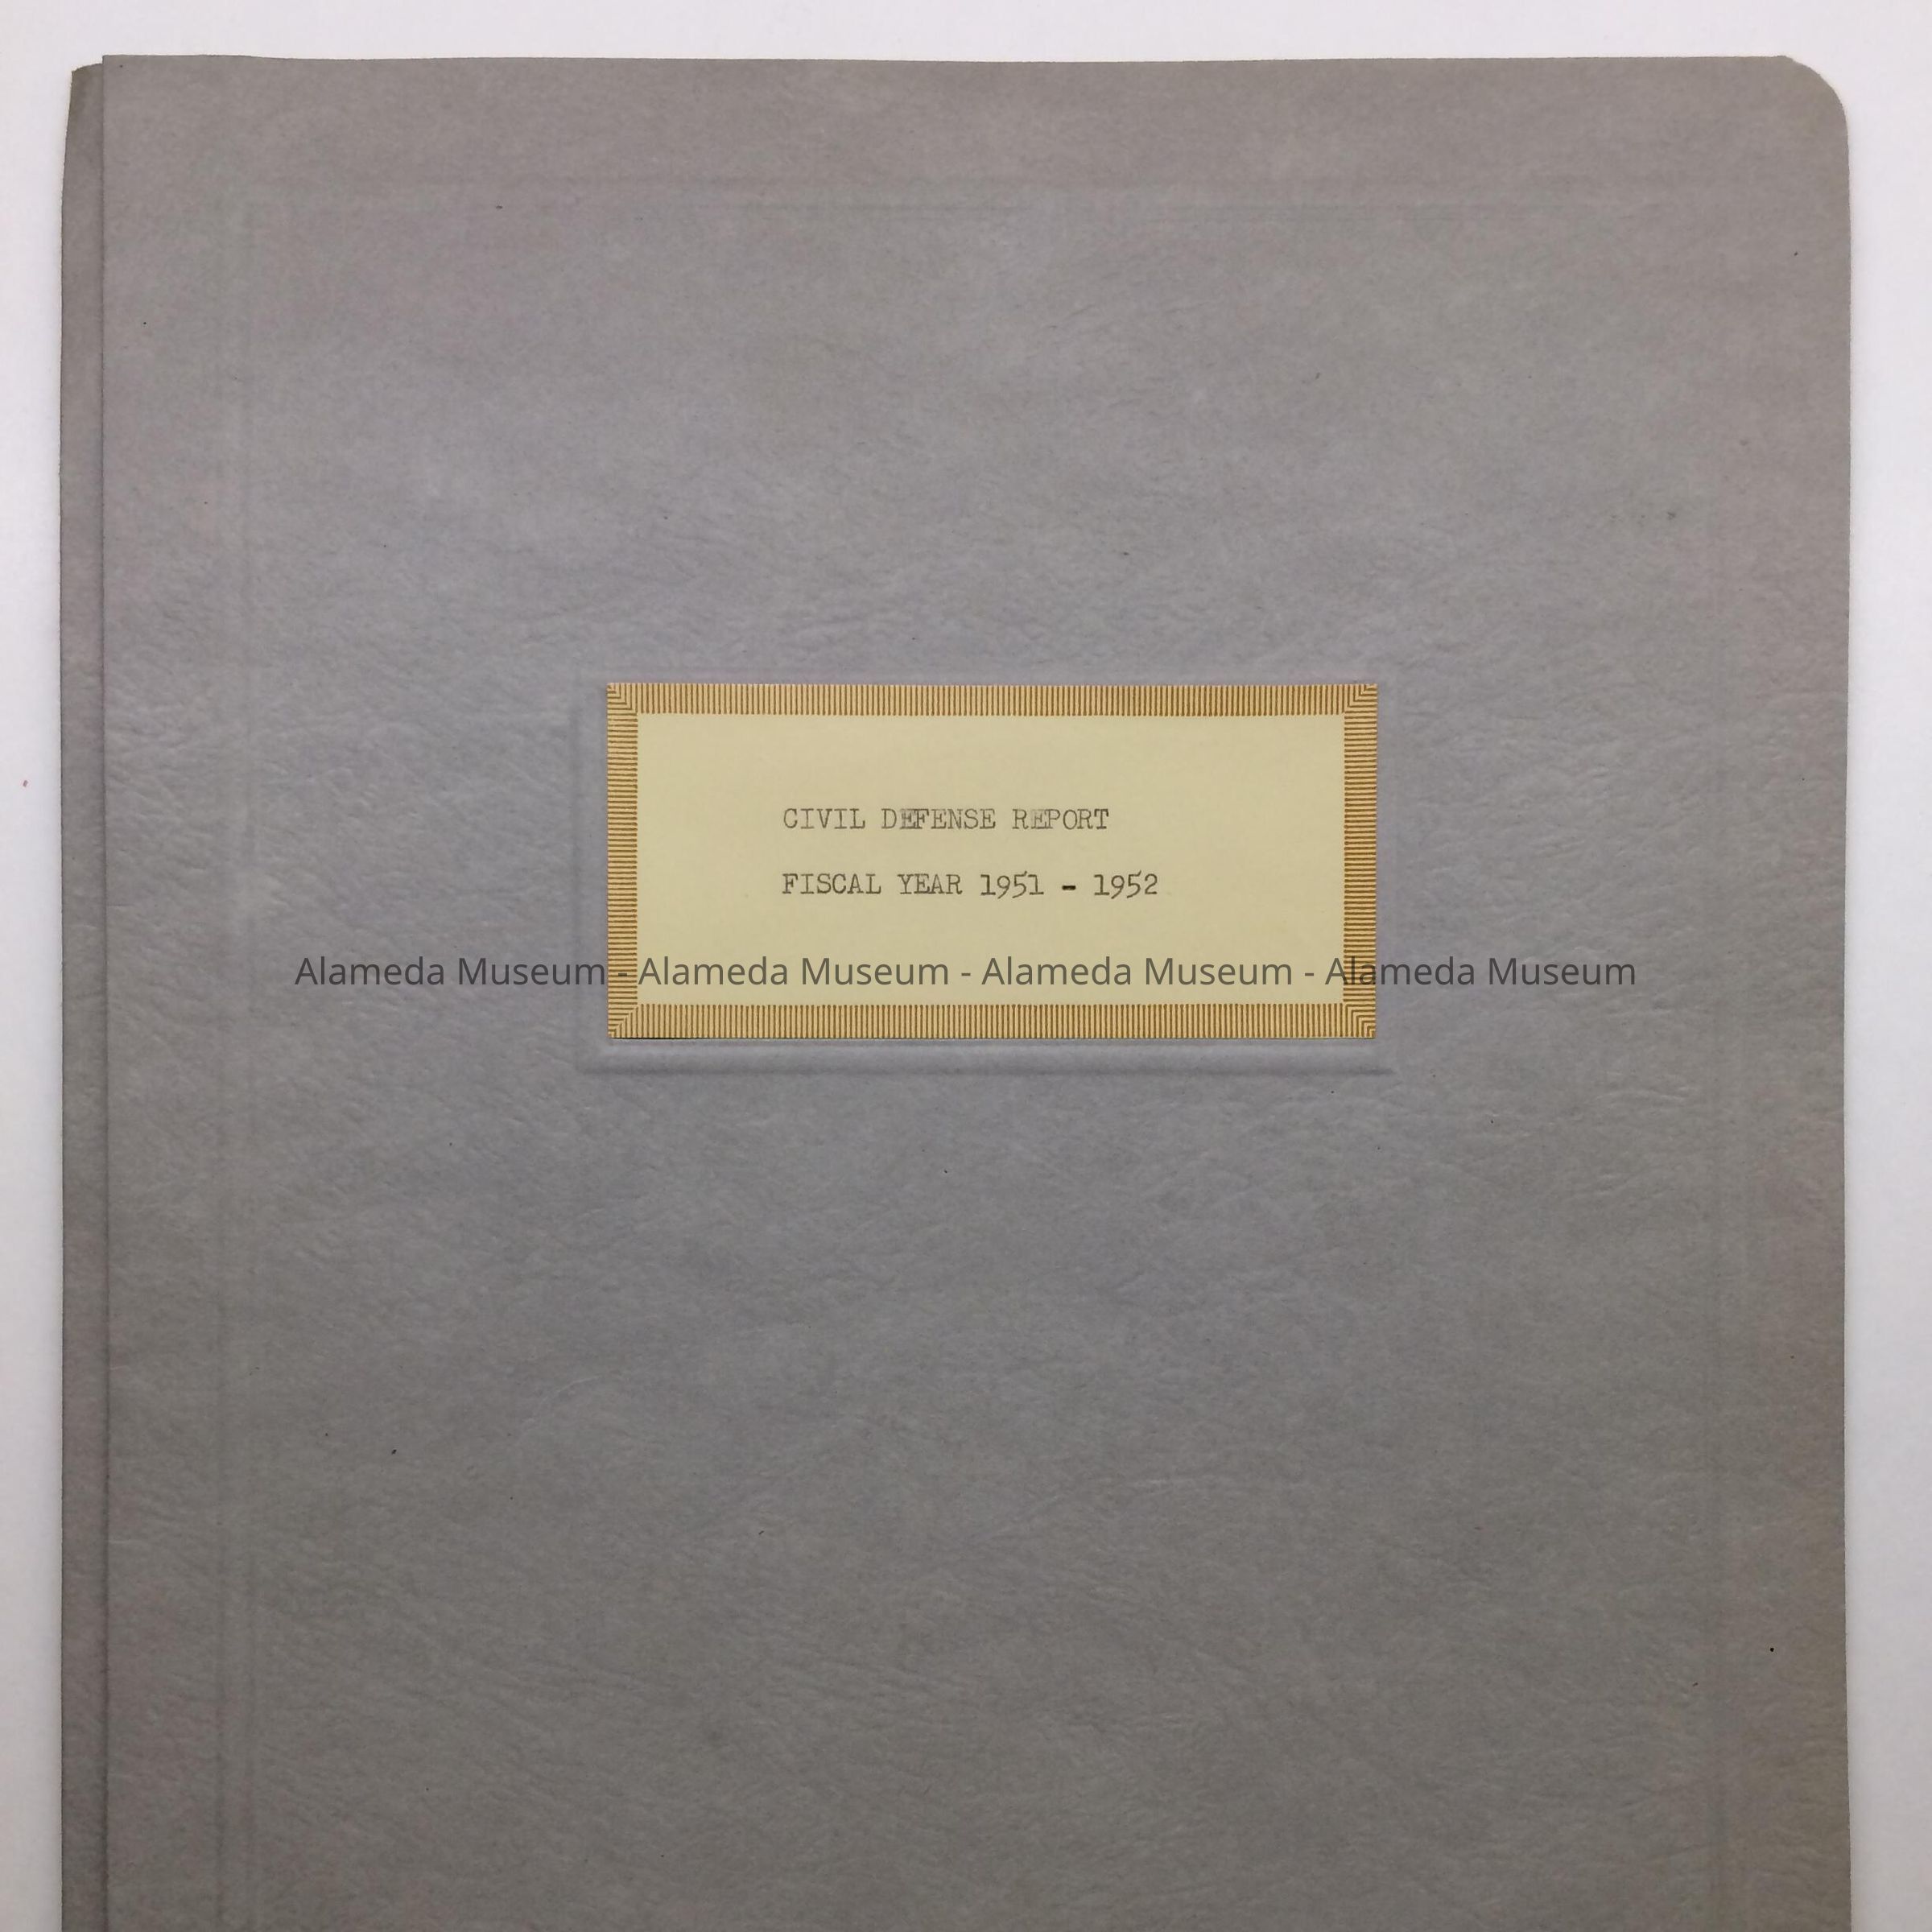 CIVIL DEFENSE REPORT
FISCAL YEAR 1951 - 1952
Alameda Museum - Alameda Museum - Alameda Museum - Alameda Museum